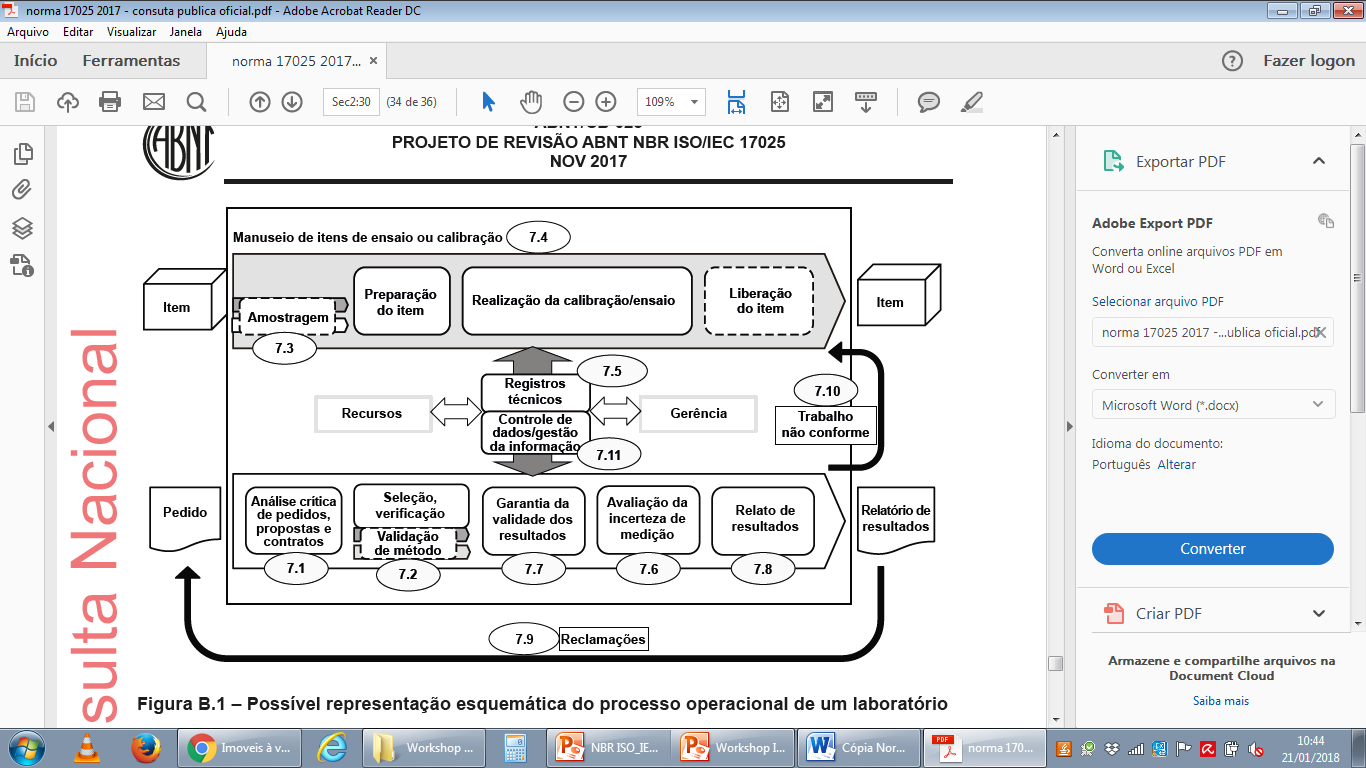 norma 17025 2017 - consuta publica oficial.pdf - Adobe Acrobat Reader DC
Arquivo Editar Visualizar Janela Ajuda
Início Ferramentas norma 17025 2017... × Fazer logon
Sec2:30 (34 de 36) 109%
ABNT
PROJETO DE REVISÃO ABNT NBR ISO/IEC 17025
NOV 2017
sulta Nacional
Manuseio de itens de ensaio ou calibração 7.4
Item
Amostragem
7.3
Preparação
do item
Realização da calibração/ensaio
Liberação
do item
Item
Recursos
Registros
técnicos
7.5
Controle de
dados/gestão
da informação
7.11
Gerência
7.10
Trabalho
não conforme
Pedido
Análise crítica
de pedidos,
propostas e
contratos
7.1
Seleção,
verificação
Validação
de método
7.2
Garantia da
validade dos
resultados
7.7
Avaliação da
incerteza de
medição
7.6
Relato de
resultados
7.8
Relatório de
resultados
7.9 Reclamações
Figura B.1 – Possível representação esquemática do processo operacional de um laboratório
Exportar PDF
Adobe Export PDF
Converta online arquivos PDF em
Word ou Excel
Selecionar arquivo PDF
norma 17025 2017 -...ublica oficial.pdf
Converter em
Microsoft Word (*.docx)
Idioma do documento:
Português Alterar
Converter
Criar PDF
Armazene e compartilhe arquivos na
Document Cloud
Saiba mais
Imoveis à v... Workshop ... NBR ISO_IE... Workshop I... Cópia Nor... norma 170...
10:44
21/01/2018